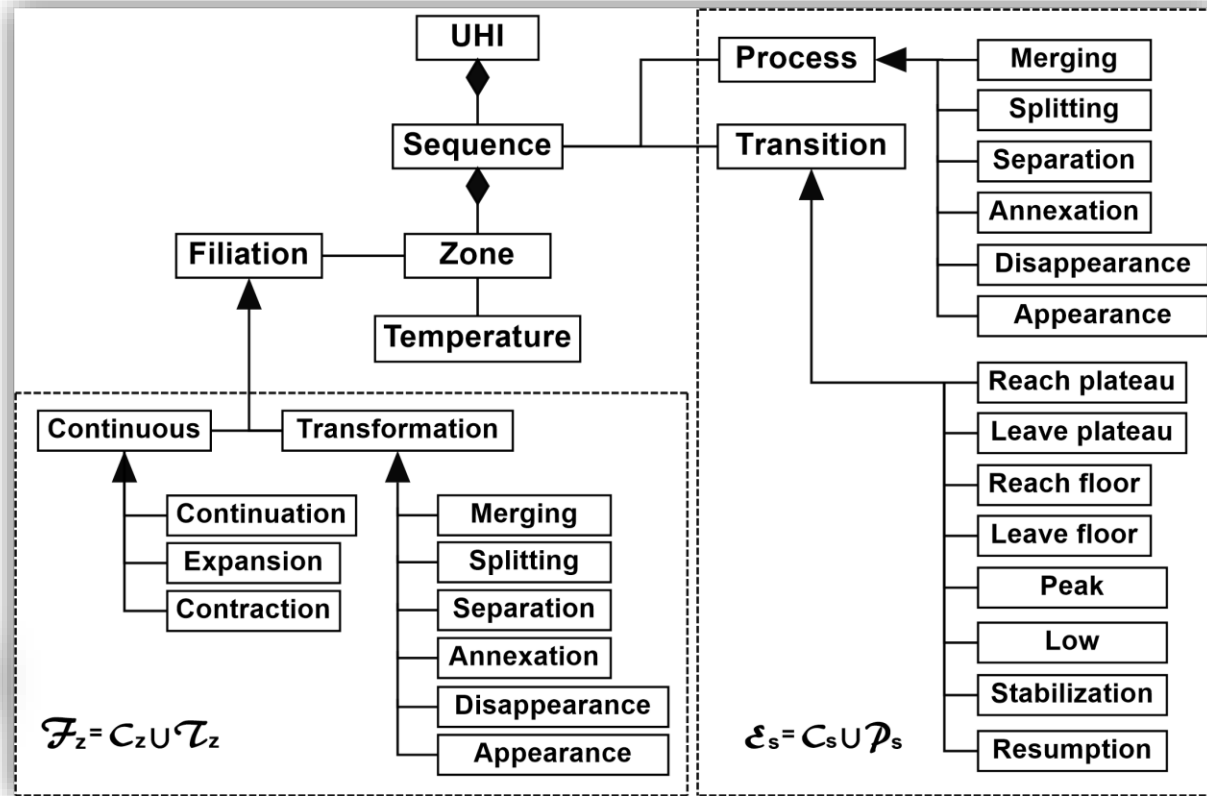 UHI
Sequence
Filiation
Zone
Temperature
Continuous
Transformation
Continuation
Expansion
Contraction
Merging
Splitting
Separation
Annexation
Disappearance
Appearance
ℱz = Cz ∪ 𝒯z
Process
Transition
Merging
Splitting
Separation
Annexation
Disappearance
Appearance
Reach plateau
Leave plateau
Reach floor
Leave floor
Peak
Low
Stabilization
Resumption
ℰs = Cs ∪ 𝒫s